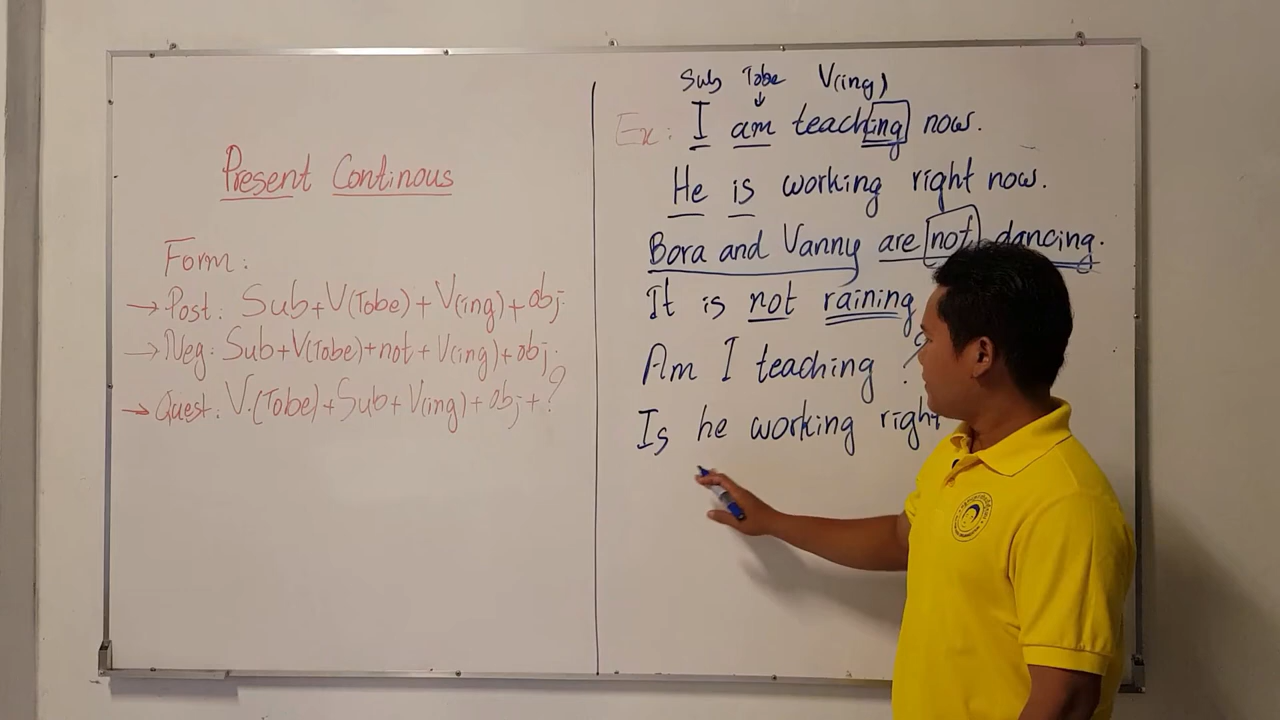 Present Continous
Form:
→ Post: Sub+V(Tobe)+V(ing)+obj.
→ Neg: Sub+V(Tobe)+not+V(ing)+obj.
→ Quest: V.(Tobe)+Sub+V(ing)+obj+?
Sub Tobe V(ing)
↓
Ex: I am teaching now.
He is working right now.
Bora and Vanny are not dancing.
It is not raining
Am I teaching ?
Is he working right